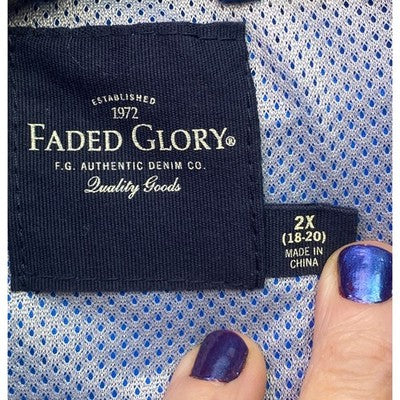 ESTABLISHED
1972
FADED GLORY®
F.G. AUTHENTIC DENIM CO.
Quality Goods
2X
(18-20)
MADE IN
CHINA